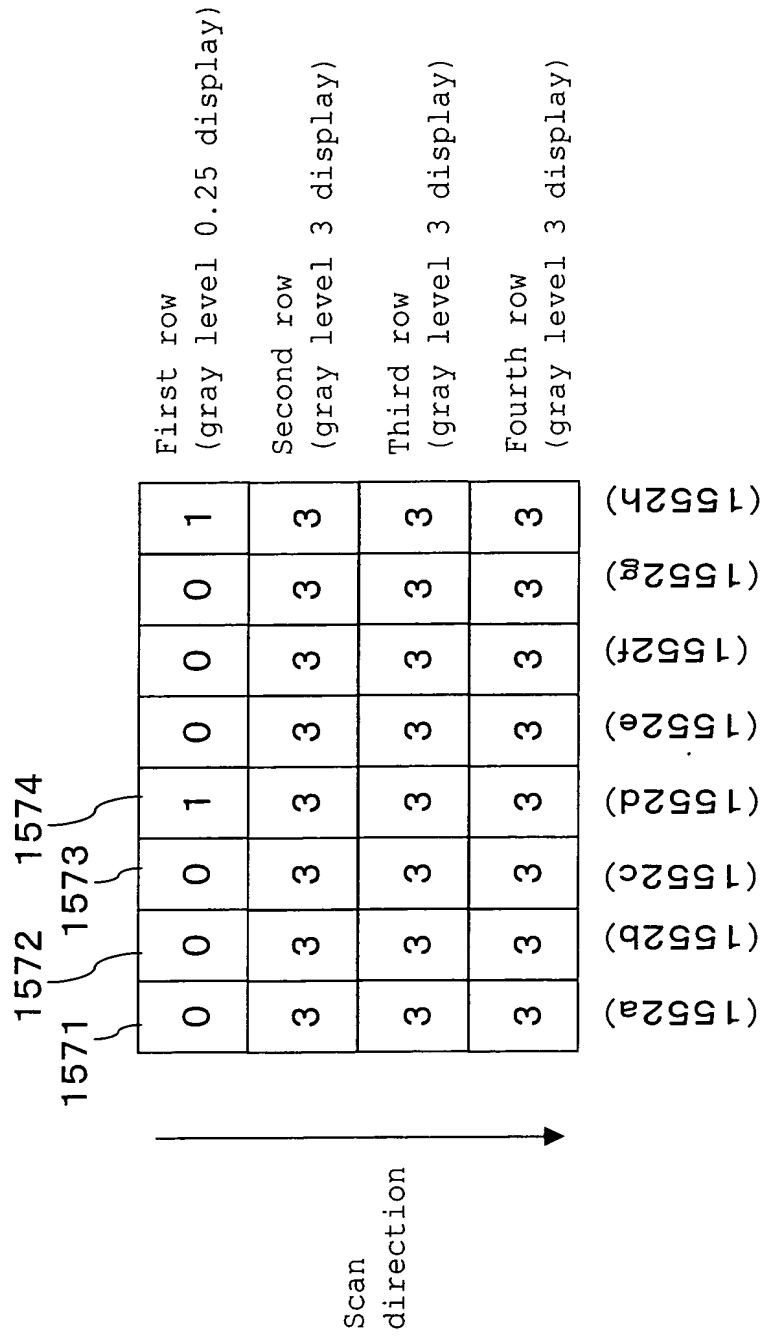 1571
1572
1573
1574
0 0 0 1 0 0 0 1
First row
(gray level 0.25 display)
3 3 3 3 3 3 3 3
Second row
(gray level 3 display)
3 3 3 3 3 3 3 3
Third row
(gray level 3 display)
3 3 3 3 3 3 3 3
Fourth row
(gray level 3 display)
(1552a)
(1552b)
(1552c)
(1552d)
(1552e)
(1552f)
(1552g)
(1552h)
Scan
direction